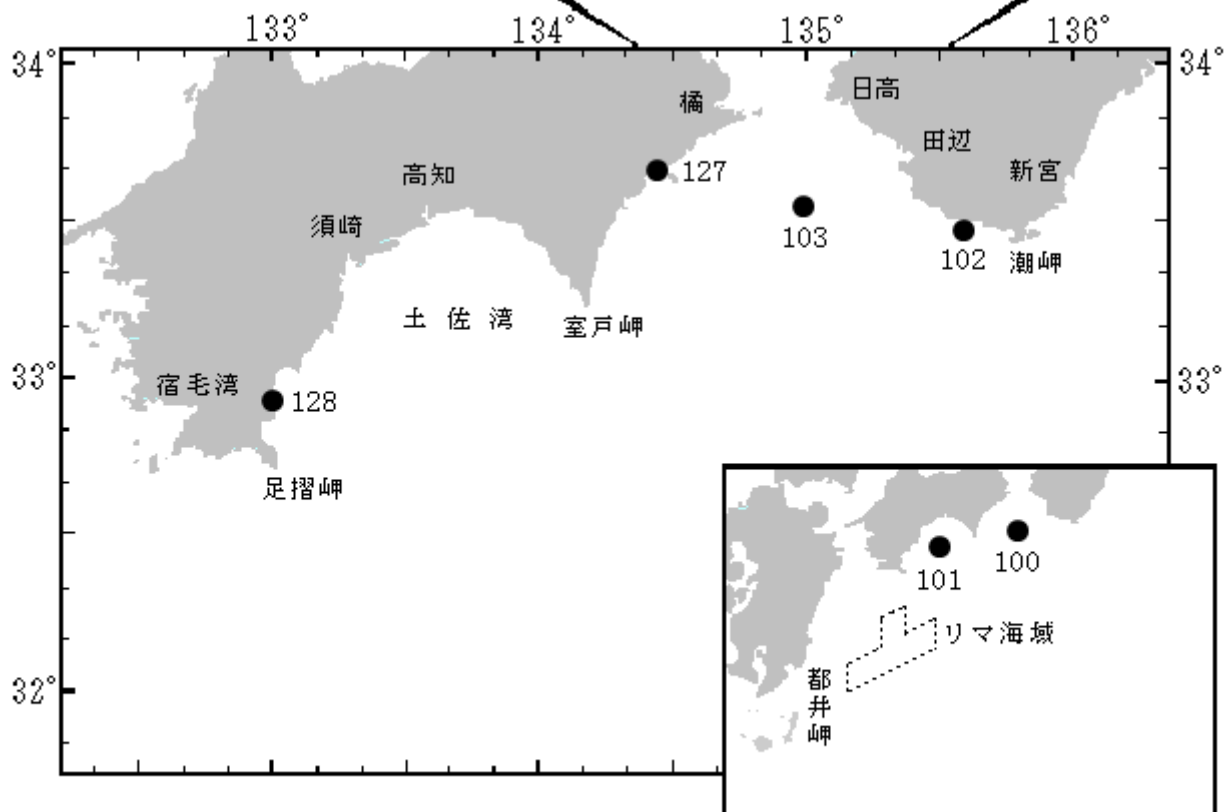 133° 134° 135° 136°
34° 34°
日高
橘
田辺
新宮
127
高知
須崎
103
102 潮岬
土佐湾
室戸岬
33° 33°
宿毛湾
128
足摺岬
101
100
リマ海域
32°
都井岬